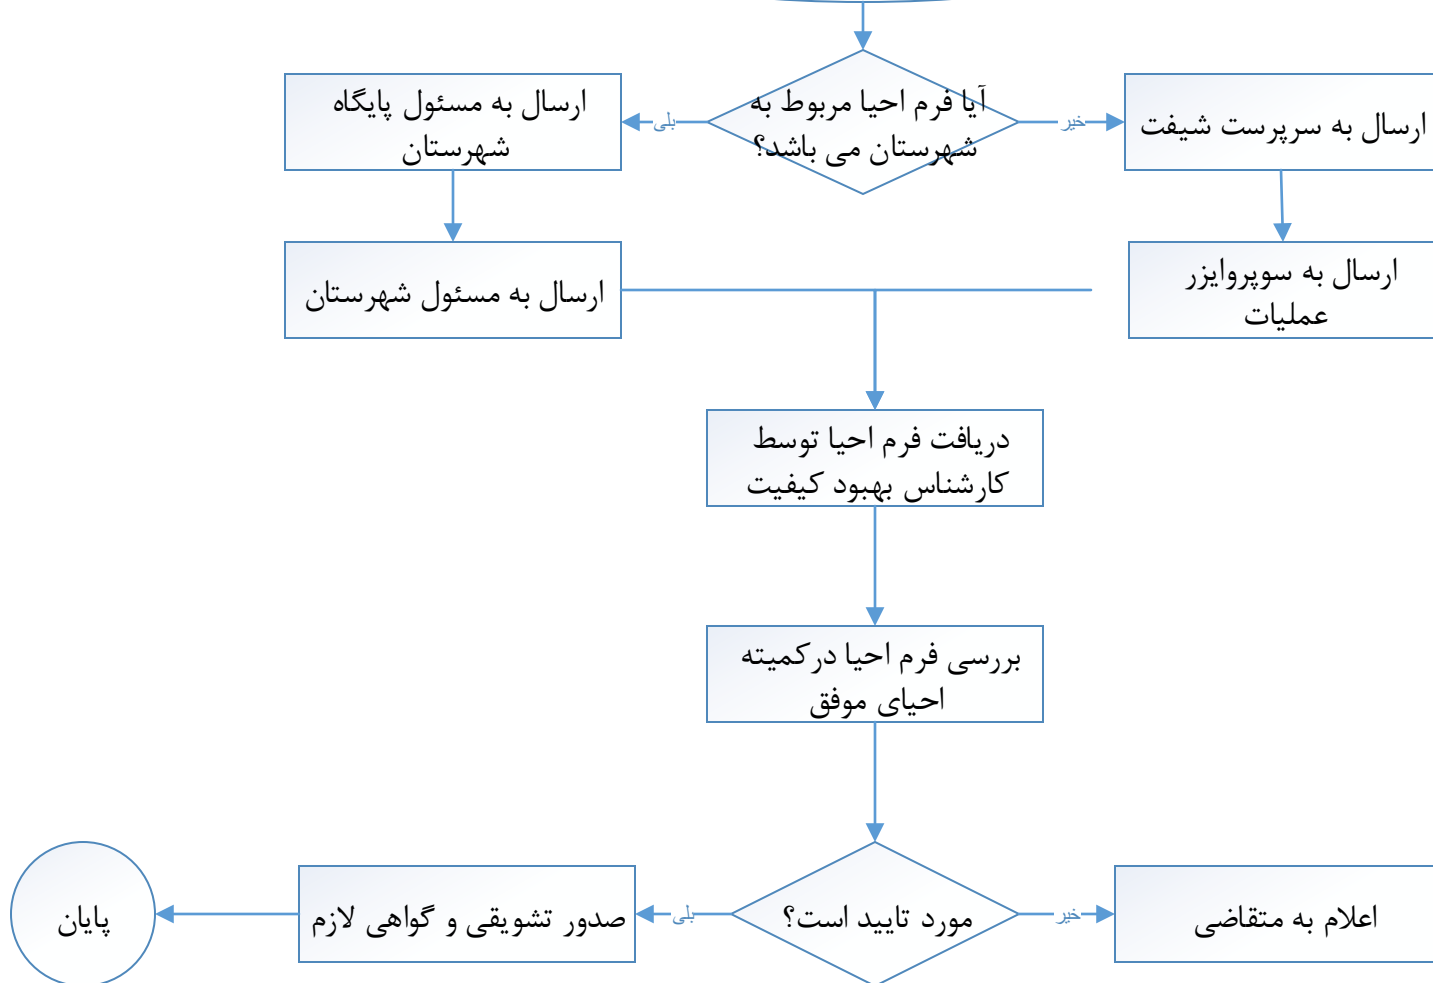 آیا فرم احیا مربوط به
شهرستان می باشد؟
خیر
بلی
ارسال به سرپرست شیفت
ارسال به مسئول پایگاه
شهرستان
ارسال به سوپروایزر
عملیات
ارسال به مسئول شهرستان
دریافت فرم احیا توسط
کارشناس بهبود کیفیت
بررسی فرم احیا درکمیته
احیای موفق
مورد تایید است؟
خیر
بلی
اعلام به متقاضی
صدور تشویقی و گواهی لازم
پایان